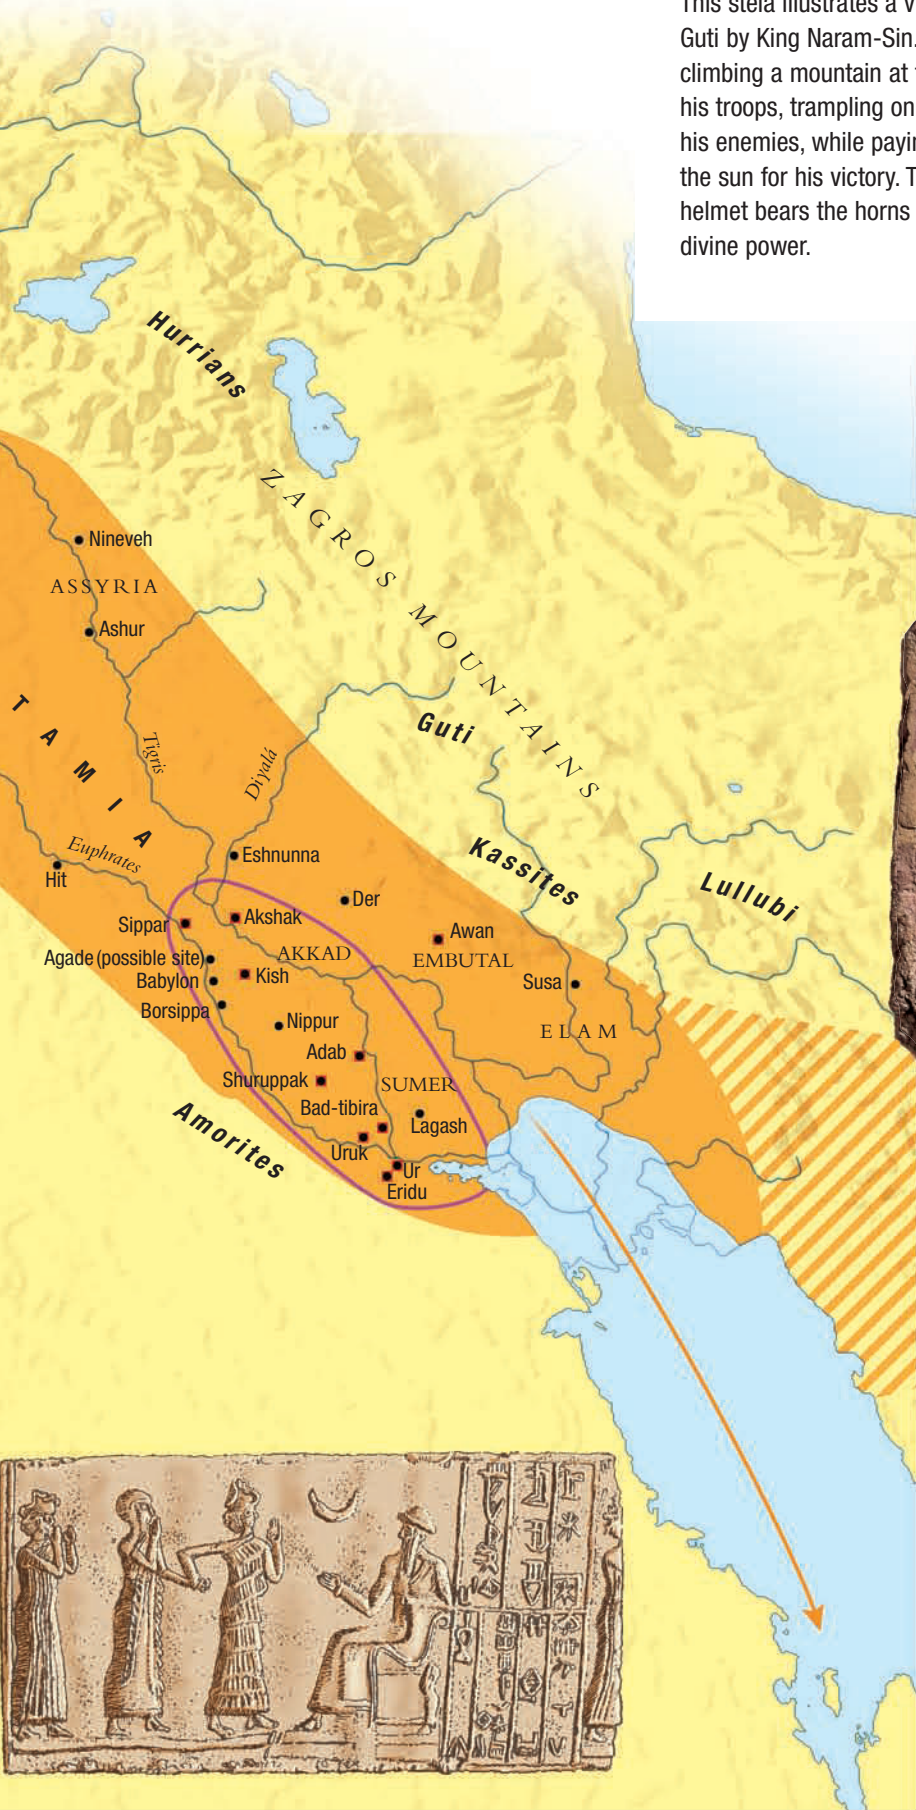 This stela illustrates a v
Guti by King Naram-Sin.
climbing a mountain at
his troops, trampling on
his enemies, while payin
the sun for his victory. T
helmet bears the horns
divine power.
Hurrians
ZAGROS MOUNTAINS
Nineveh
ASSYRIA
Ashur
TAMIA
Tigris
Diyalá
Guti
Euphrates
Hit
Eshnunna
Kassites
Lullubi
Der
Sippar
Akshak
Awan
AKKAD
EMBUTAL
Agade (possible site)
Babylon
Kish
Susa
Borsippa
Nippur
ELAM
Adab
Shuruppak
SUMER
Bad-tibira
Lagash
Amorites
Uruk
Ur
Eridu